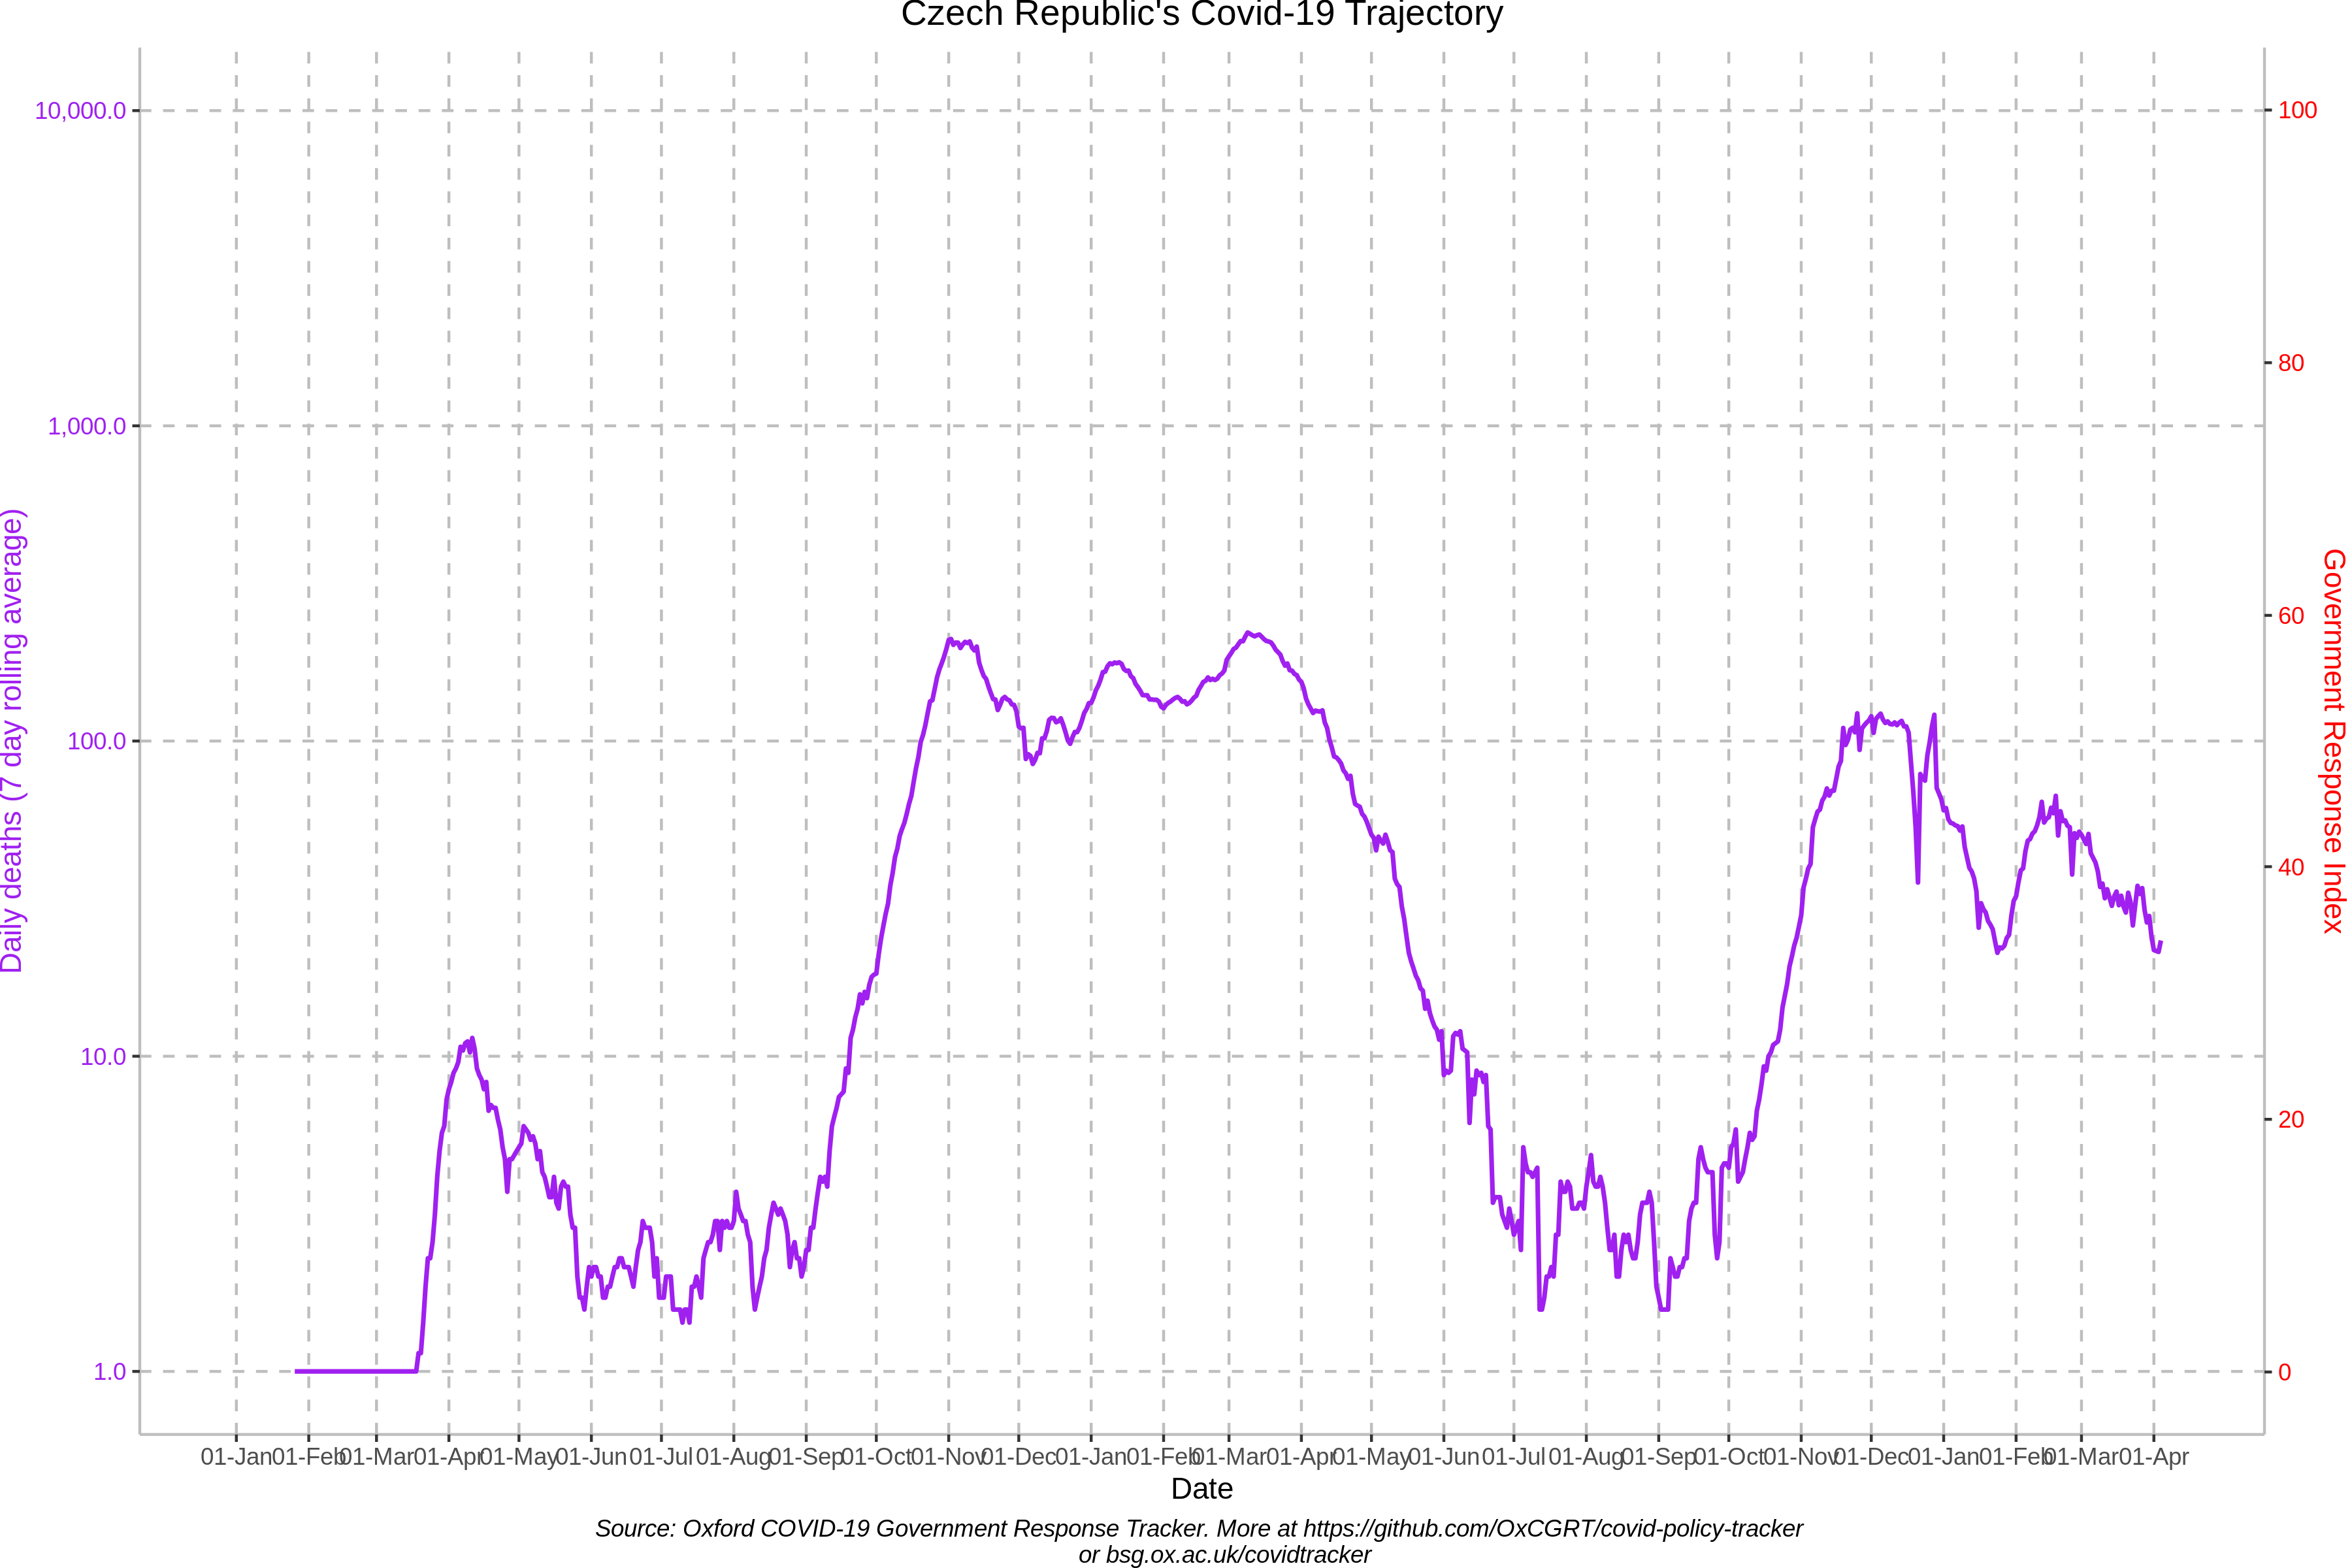 Czech Republic's Covid-19 Trajectory
10,000.0
1,000.0
100.0
10.0
1.0
Daily deaths (7 day rolling average)
100
80
60
40
20
0
Government Response Index
01-Jan 01-Feb 01-Mar 01-Apr 01-May 01-Jun 01-Jul 01-Aug 01-Sep 01-Oct 01-Nov 01-Dec 01-Jan 01-Feb 01-Mar 01-Apr 01-May 01-Jun 01-Jul 01-Aug 01-Sep 01-Oct 01-Nov 01-Dec 01-Jan 01-Feb 01-Mar 01-Apr
Date
Source: Oxford COVID-19 Government Response Tracker. More at https://github.com/OxCGRT/covid-policy-tracker
or bsg.ox.ac.uk/covidtracker